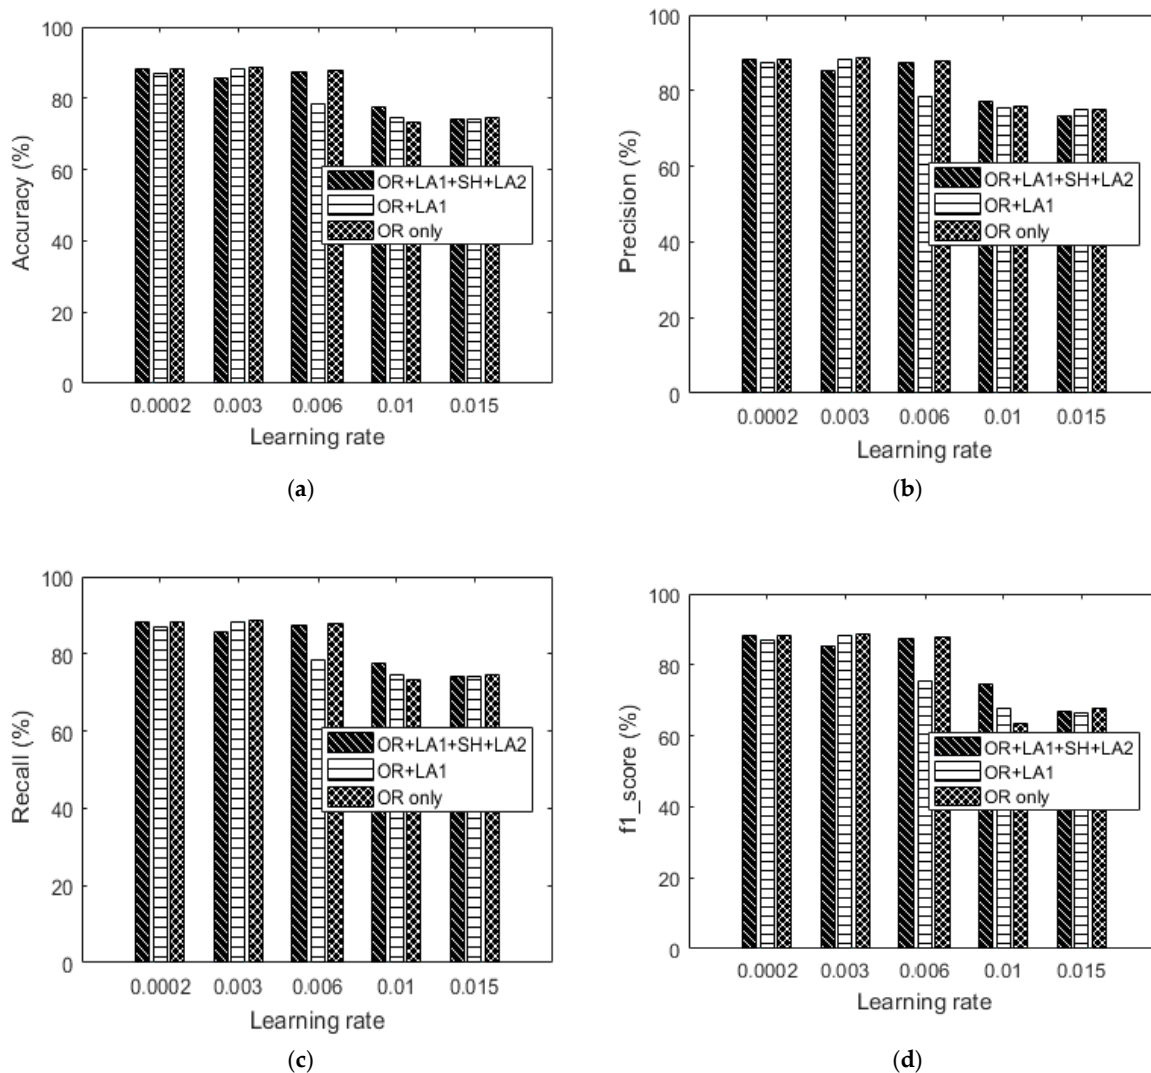 100
80
60
40
20
0
Accuracy (%)
OR+LA1+SH+LA2
OR+LA1
OR only
0.0002 0.003 0.006 0.01 0.015
Learning rate
(a)
100
80
60
40
20
0
Precision (%)
OR+LA1+SH+LA2
OR+LA1
OR only
0.0002 0.003 0.006 0.01 0.015
Learning rate
(b)
100
80
60
40
20
0
Recall (%)
OR+LA1+SH+LA2
OR+LA1
OR only
0.0002 0.003 0.006 0.01 0.015
Learning rate
(c)
100
80
60
40
20
0
f1_score (%)
OR+LA1+SH+LA2
OR+LA1
OR only
0.0002 0.003 0.006 0.01 0.015
Learning rate
(d)